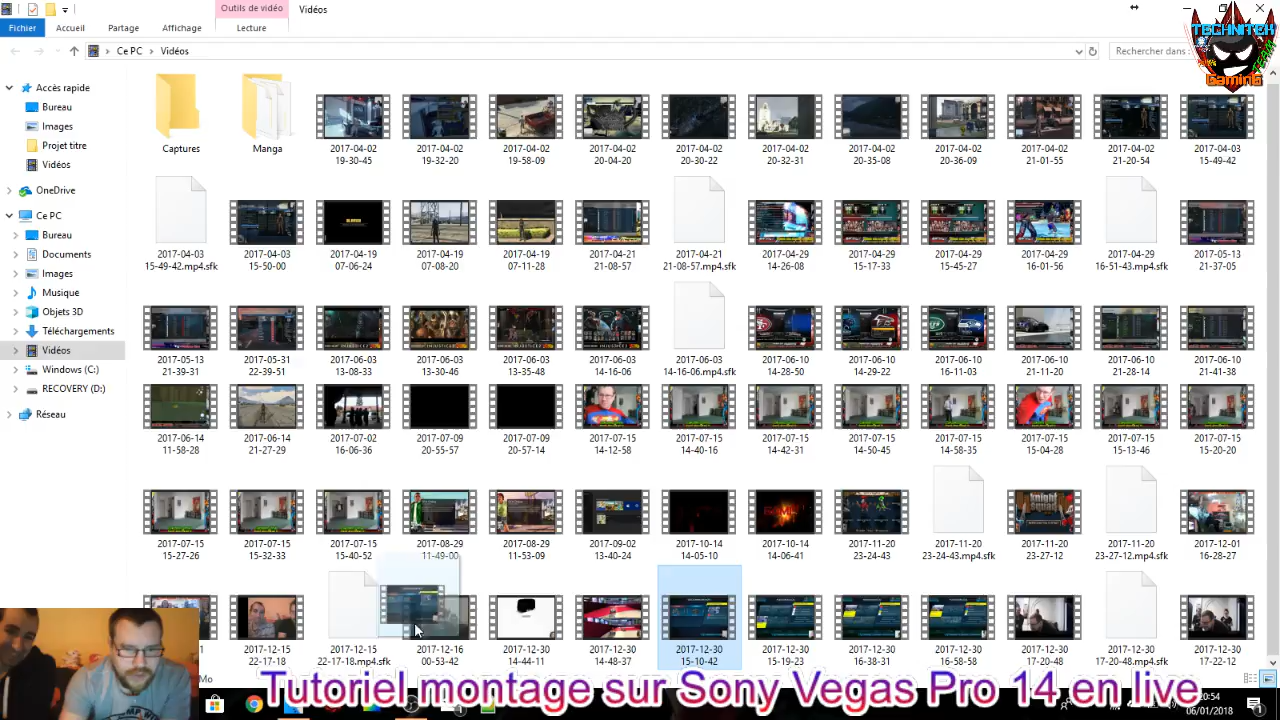 Outils de vidéo Vidéos
Fichier Accueil Partage Affichage Lecture
Ce PC Vidéos Rechercher dans :
TECHNITEK
TEAM
GaminG
Accès rapide
Bureau
Images
Projet titre
Vidéos
OneDrive
Ce PC
Bureau
Documents
Images
Musique
Objets 3D
Téléchargements
Vidéos
Windows (C:)
RECOVERY (D:)
Réseau
Captures Manga 2017-04-02 2017-04-02 2017-04-02 2017-04-02 2017-04-02 2017-04-02 2017-04-02 2017-04-02 2017-04-02 2017-04-02 2017-04-03
19-30-45 19-32-20 19-58-09 20-04-20 20-30-22 20-32-31 20-35-08 20-36-09 21-01-55 21-20-54 15-49-42
2017-04-03 2017-04-03 2017-04-19 2017-04-19 2017-04-19 2017-04-21 2017-04-21 2017-04-29 2017-04-29 2017-04-29 2017-04-29 2017-04-29 2017-05-13
15-49-42.mp4.sfk 15-50-00 07-06-24 07-08-20 07-11-28 21-08-57 21-08-57.mp4.sfk 14-26-08 15-17-33 15-45-27 16-01-56 16-51-43.mp4.sfk 21-37-05
2017-05-13 2017-05-31 2017-06-03 2017-06-03 2017-06-03 2017-06-03 2017-06-03 2017-06-10 2017-06-10 2017-06-10 2017-06-10 2017-06-10 2017-06-10
21-39-31 22-39-51 13-08-33 13-30-46 13-35-48 14-16-06 14-16-06.mp4.sfk 14-28-50 14-29-22 16-11-03 21-11-20 21-28-14 21-41-38
2017-06-14 2017-06-14 2017-07-02 2017-07-09 2017-07-09 2017-07-15 2017-07-15 2017-07-15 2017-07-15 2017-07-15 2017-07-15 2017-07-15 2017-07-15
11-58-28 21-27-29 16-06-36 20-55-57 20-57-14 14-12-58 14-40-16 14-42-31 14-50-45 14-58-35 15-04-28 15-13-46 15-20-20
2017-07-15 2017-07-15 2017-07-15 2017-08-29 2017-08-29 2017-09-02 2017-10-14 2017-10-14 2017-11-20 2017-11-20 2017-11-20 2017-11-20 2017-12-01
15-27-26 15-32-33 15-40-52 11-49-00 11-53-09 13-40-24 14-05-10 14-06-41 23-24-43 23-24-43.mp4.sfk 23-27-12 23-27-12.mp4.sfk 16-28-27
2017-12-15 2017-12-15 2017-12-16 2017-12-30 2017-12-30 2017-12-30 2017-12-30 2017-12-30 2017-12-30 2017-12-30 2017-12-30 2017-12-30
22-17-18 22-17-18.mp4.sfk 00-53-42 14-44-11 14-48-37 15-10-42 15-19-23 16-38-31 16-58-58 17-20-48 17-20-48.mp4.sfk 17-22-12
Mo
Tutoriel montage sur Sony Vegas Pro 14 en live
20:54
06/01/2018